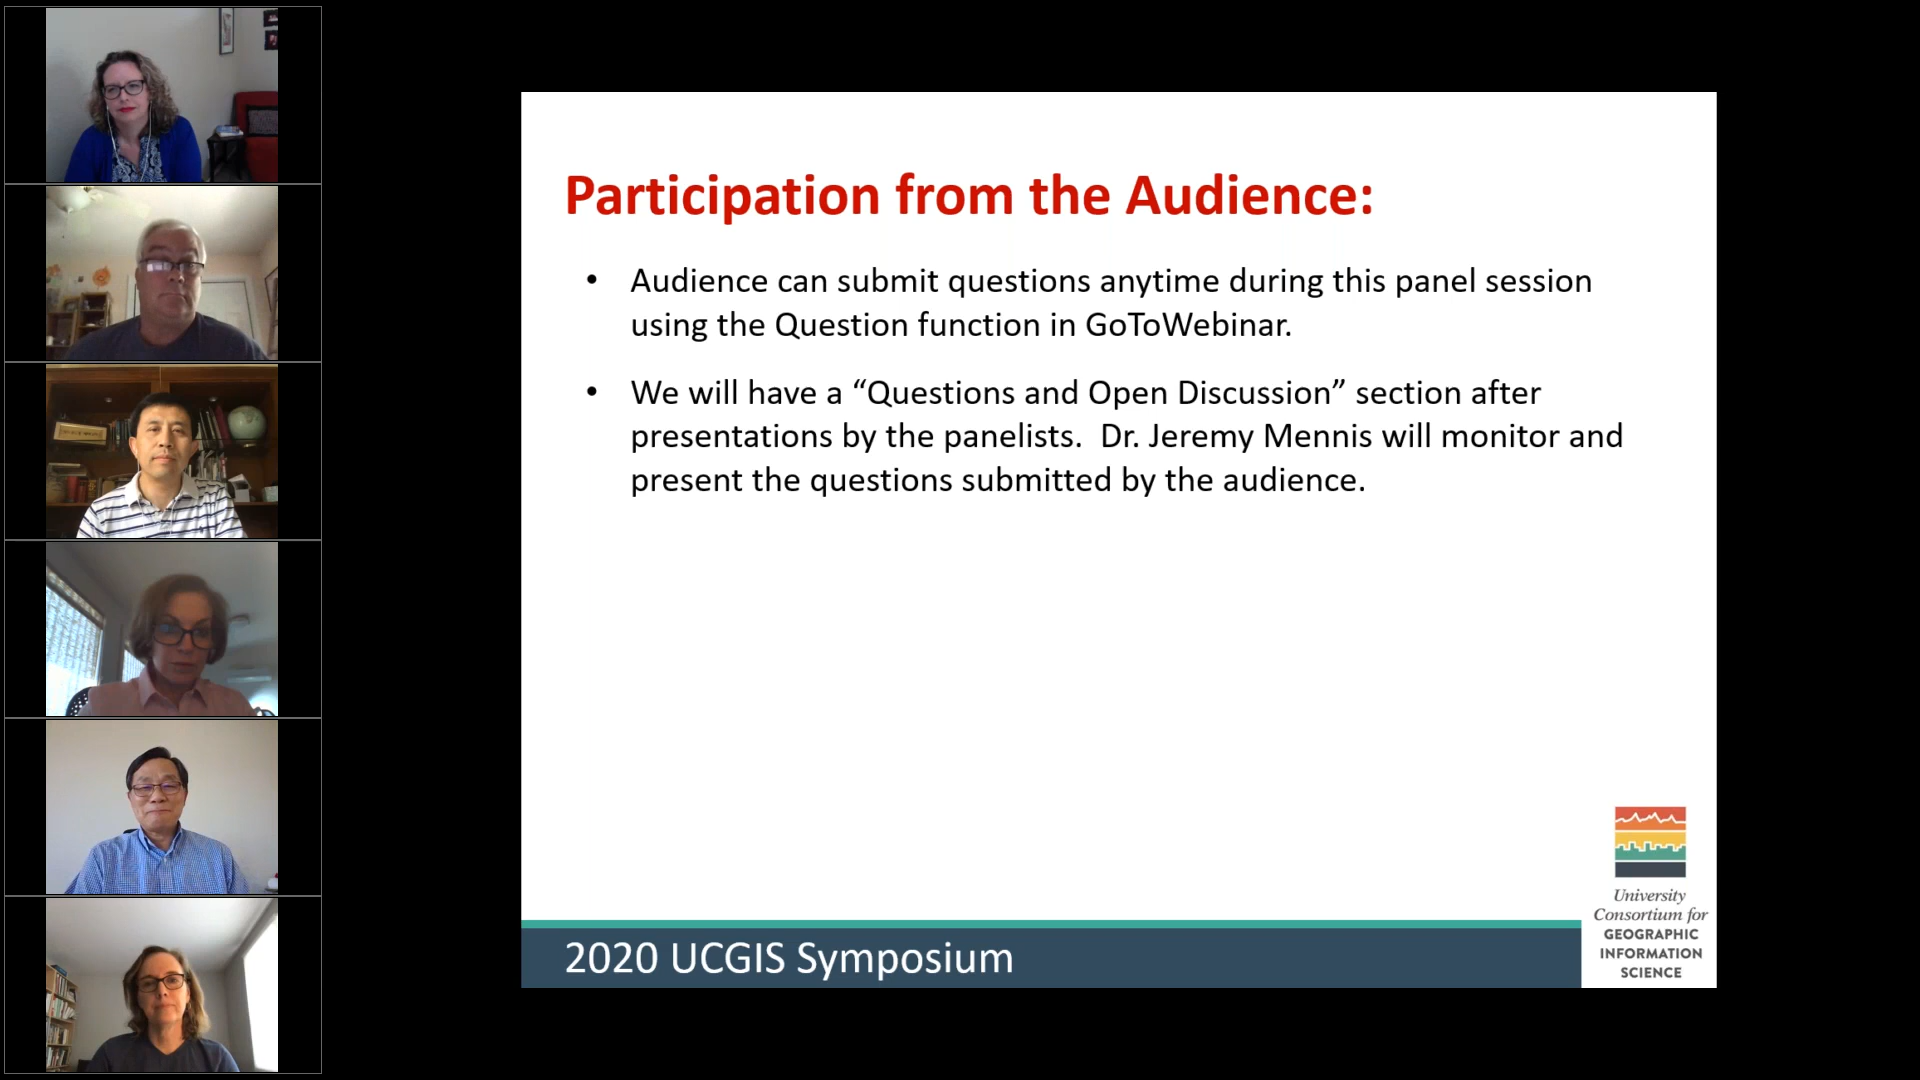 Participation from the Audience:
• Audience can submit questions anytime during this panel session
using the Question function in GoToWebinar.
• We will have a “Questions and Open Discussion” section after
presentations by the panelists.  Dr. Jeremy Mennis will monitor and
present the questions submitted by the audience.
2020 UCGIS Symposium
University
Consortium for
GEOGRAPHIC
INFORMATION
SCIENCE